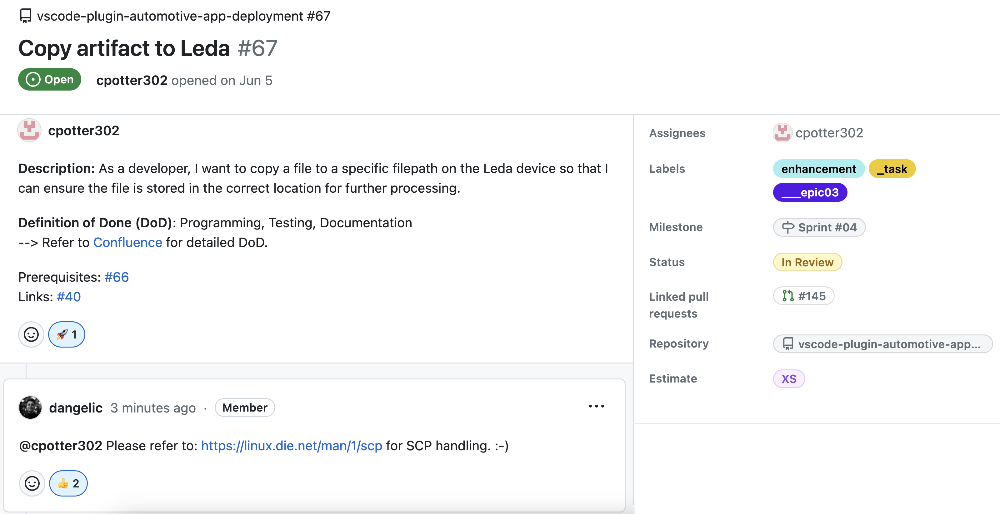 vscode-plugin-automotive-app-deployment #67
Copy artifact to Leda #67
Open cpotter302 opened on Jun 5
cpotter302
Description: As a developer, I want to copy a file to a specific filepath on the Leda device so that I
can ensure the file is stored in the correct location for further processing.
Definition of Done (DoD): Programming, Testing, Documentation
--> Refer to Confluence for detailed DoD.
Prerequisites: #66
Links: #40
🚀 1
dangelic 3 minutes ago · Member ...
@cpotter302 Please refer to: https://linux.die.net/man/1/scp for SCP handling. :-)
👍 2
Assignees cpotter302
Labels enhancement _task
___epic03
Milestone Sprint #04
Status In Review
Linked pull #145
requests
Repository vscode-plugin-automotive-app...
Estimate XS